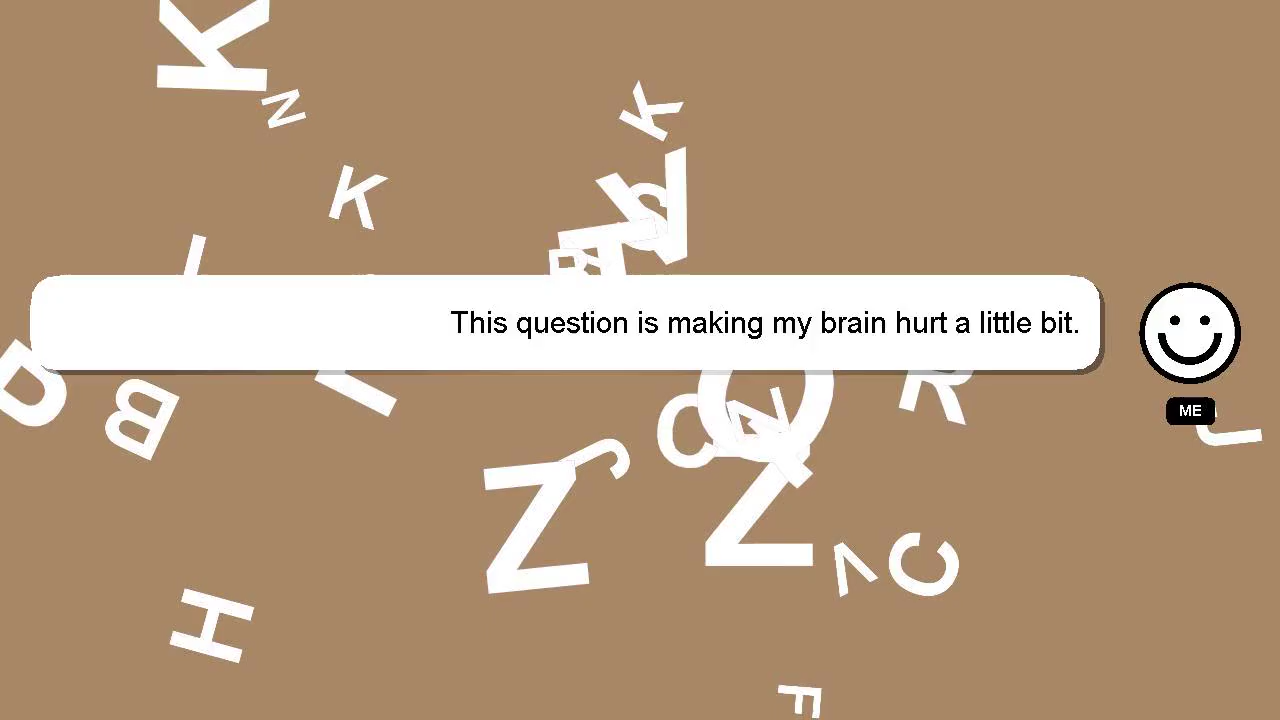 K
N
K
K
S
R
This question is making my brain hurt a little bit.
ME
B
C
Q
N
R
J
J
Z
Z
V
C
H
F